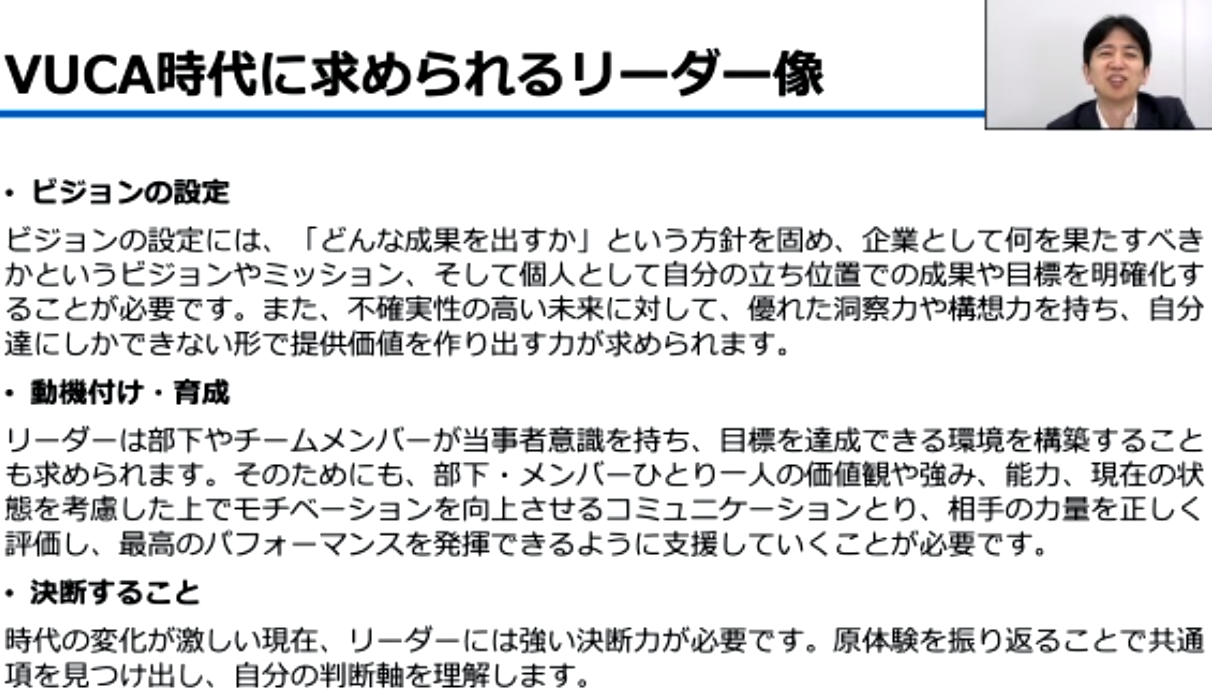 VUCA時代に求められるリーダー像
・ビジョンの設定
ビジョンの設定には、「どんな成果を出すか」という方針を固め、企業として何を果たすべき
かというビジョンやミッション、そして個人として自分の立ち位置での成果や目標を明確化す
ることが必要です。また、不確実性の高い未来に対して、優れた洞察力や構想力を持ち、自分
達にしかできない形で提供価値を作り出す力が求められます。
・動機付け・育成
リーダーは部下やチームメンバーが当事者意識を持ち、目標を達成できる環境を構築すること
も求められます。そのためにも、部下・メンバーひとり一人の価値観や強み、能力、現在の状
態を考慮した上でモチベーションを向上させるコミュニケーションとり、相手の力量を正しく
評価し、最高のパフォーマンスを発揮できるように支援していくことが必要です。
・決断すること
時代の変化が激しい現在、リーダーには強い決断力が必要です。原体験を振り返ることで共通
項を見つけ出し、自分の判断軸を理解します。